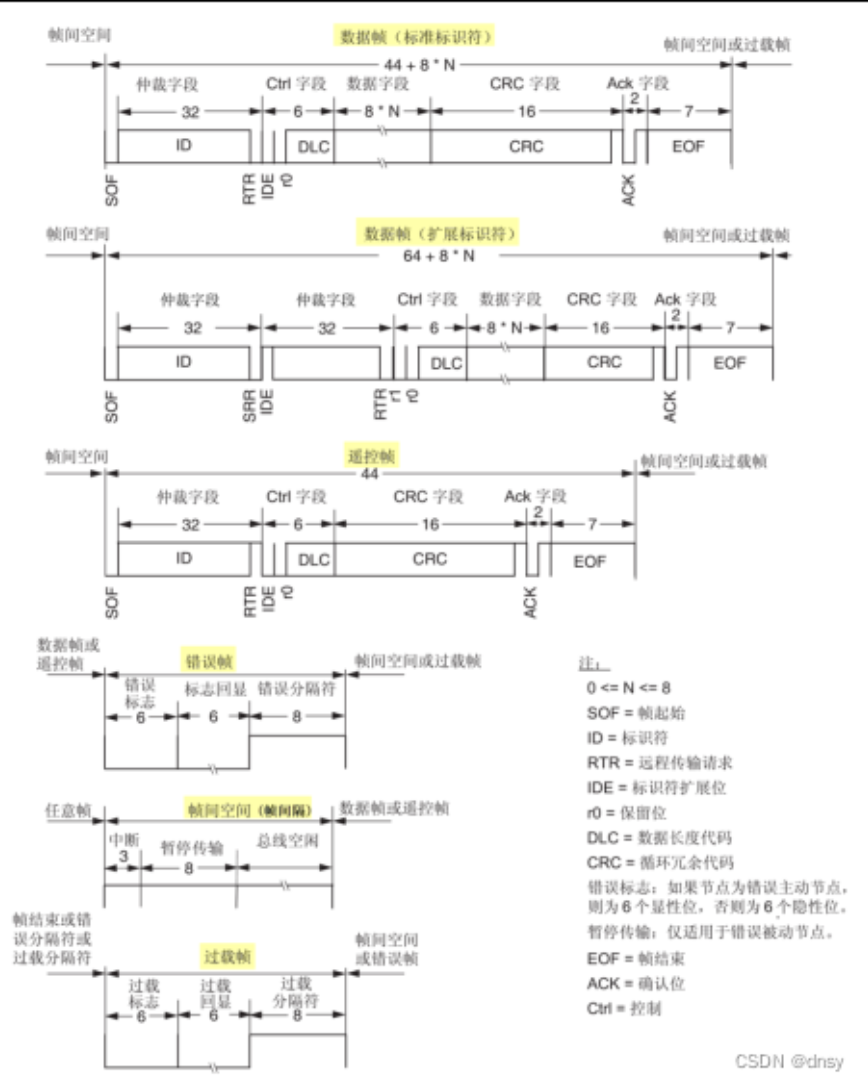 帧间空间
数据帧（标准标识符）
帧间空间或过载帧
44 + 8 * N
仲裁字段
Ctrl 字段
数据字段
CRC 字段
Ack 字段
32
6
8 * N
16
2
7
ID
DLC
CRC
EOF
SOF
RTR
IDE
r0
ACK
帧间空间
数据帧（扩展标识符）
帧间空间或过载帧
64 + 8 * N
仲裁字段
仲裁字段
Ctrl 字段
数据字段
CRC 字段
Ack 字段
32
32
6
8 * N
16
2
7
ID
DLC
CRC
EOF
SOF
SRR
IDE
RTR
r1
r0
ACK
帧间空间
遥控帧
帧间空间或过载帧
44
仲裁字段
Ctrl 字段
CRC 字段
Ack 字段
32
6
16
2
7
ID
DLC
CRC
EOF
SOF
RTR
IDE
r0
ACK
数据帧或
遥控帧
错误帧
帧间空间或过载帧
错误
标志
标志回显
错误分隔符
6
6
8
任意帧
帧间空间（帧间隔）
数据帧或遥控帧
中断
暂停传输
总线空闲
3
8
帧结束或错
误分隔符或
过载分隔符
过载帧
帧间空间
或错误帧
过载
标志
过载
回显
过载
分隔符
6
6
8
注：
0 <= N <= 8
SOF = 帧起始
ID = 标识符
RTR = 远程传输请求
IDE = 标识符扩展位
r0 = 保留位
DLC = 数据长度代码
CRC = 循环冗余代码
错误标志：如果节点为错误主动节点，
则为 6 个显性位，否则为 6 个隐性位。
暂停传输：仅适用于错误被动节点。
EOF = 帧结束
ACK = 确认位
Ctrl = 控制
CSDN @dnsy